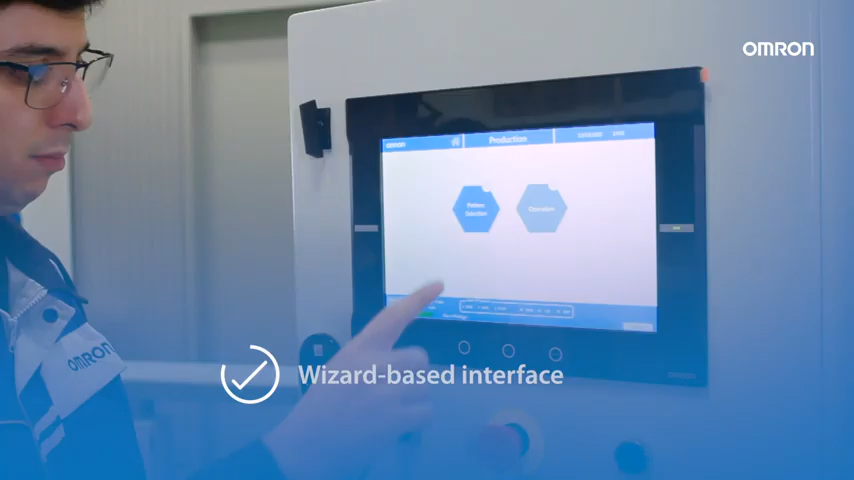 OMRON
OMRON
Production
Pattern
Selection
Operation
OMRON
Wizard-based interface